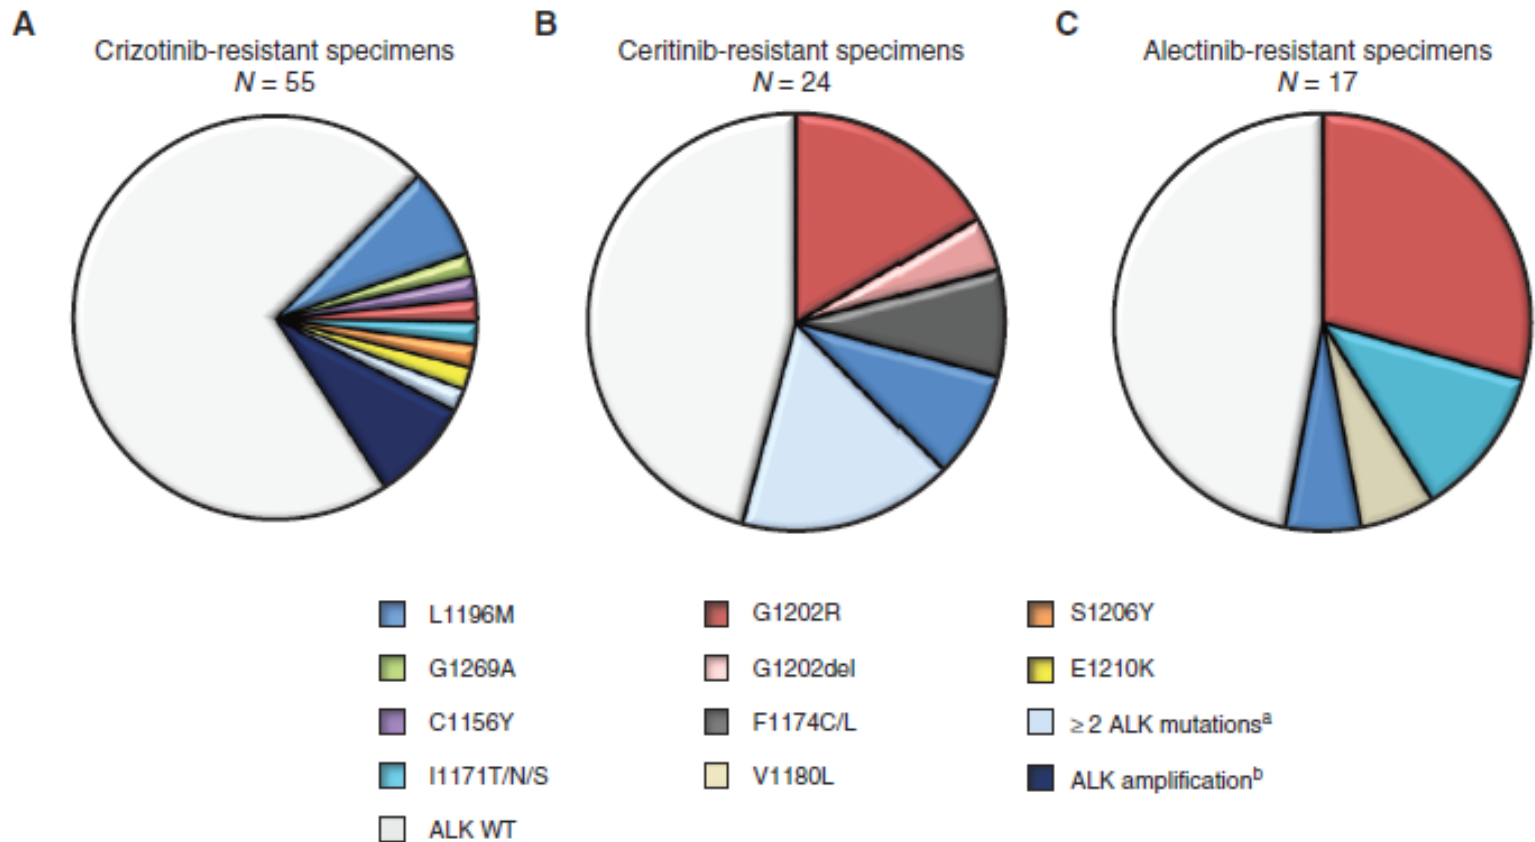 A
Crizotinib-resistant specimens
N = 55
B
Ceritinib-resistant specimens
N = 24
C
Alectinib-resistant specimens
N = 17
L1196M
G1269A
C1156Y
I1171T/N/S
ALK WT
G1202R
G1202del
F1174C/L
V1180L
S1206Y
E1210K
≥ 2 ALK mutationsᵃ
ALK amplificationᵇ